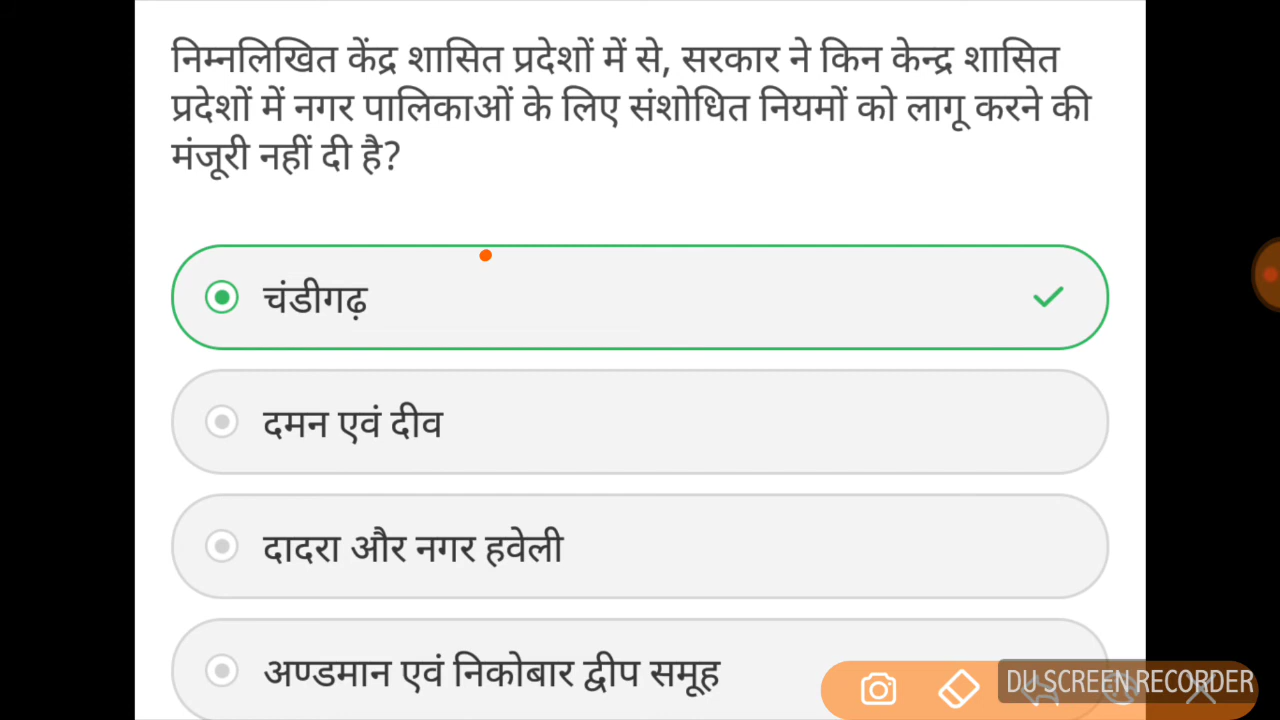 निम्नलिखित केंद्र शासित प्रदेशों में से, सरकार ने किन केन्द्र शासित
प्रदेशों में नगर पालिकाओं के लिए संशोधित नियमों को लागू करने की
मंजूरी नहीं दी है?
चंडीगढ़
दमन एवं दीव
दादरा और नगर हवेली
अण्डमान एवं निकोबार द्वीप समूह
DU SCREEN RECORDER